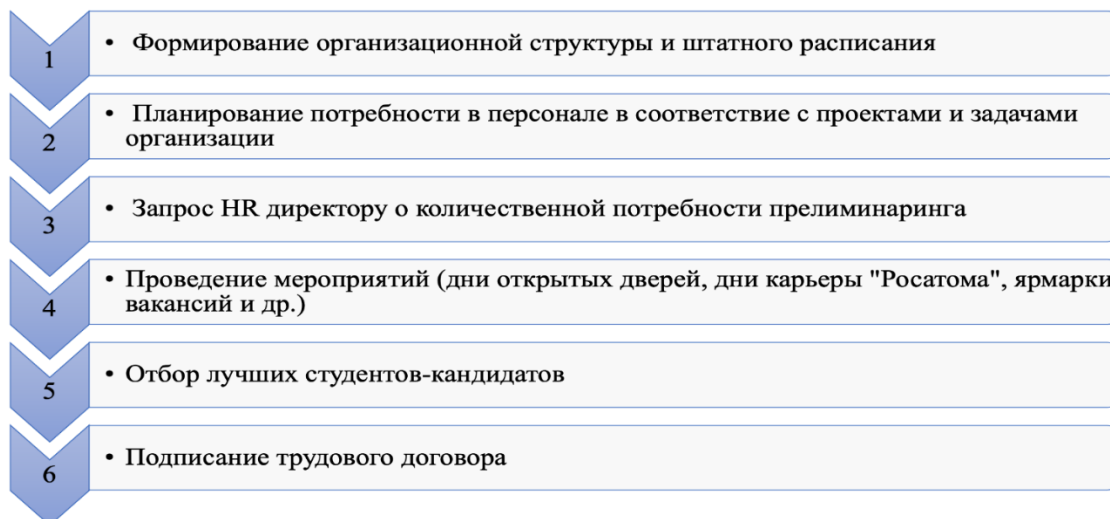 1
• Формирование организационной структуры и штатного расписания
2
• Планирование потребности в персонале в соответствие с проектами и задачами
организации
3
• Запрос HR директору о количественной потребности прелиминаринга
4
• Проведение мероприятий (дни открытых дверей, дни карьеры "Росатома", ярмарки
вакансий и др.)
5
• Отбор лучших студентов-кандидатов
6
• Подписание трудового договора